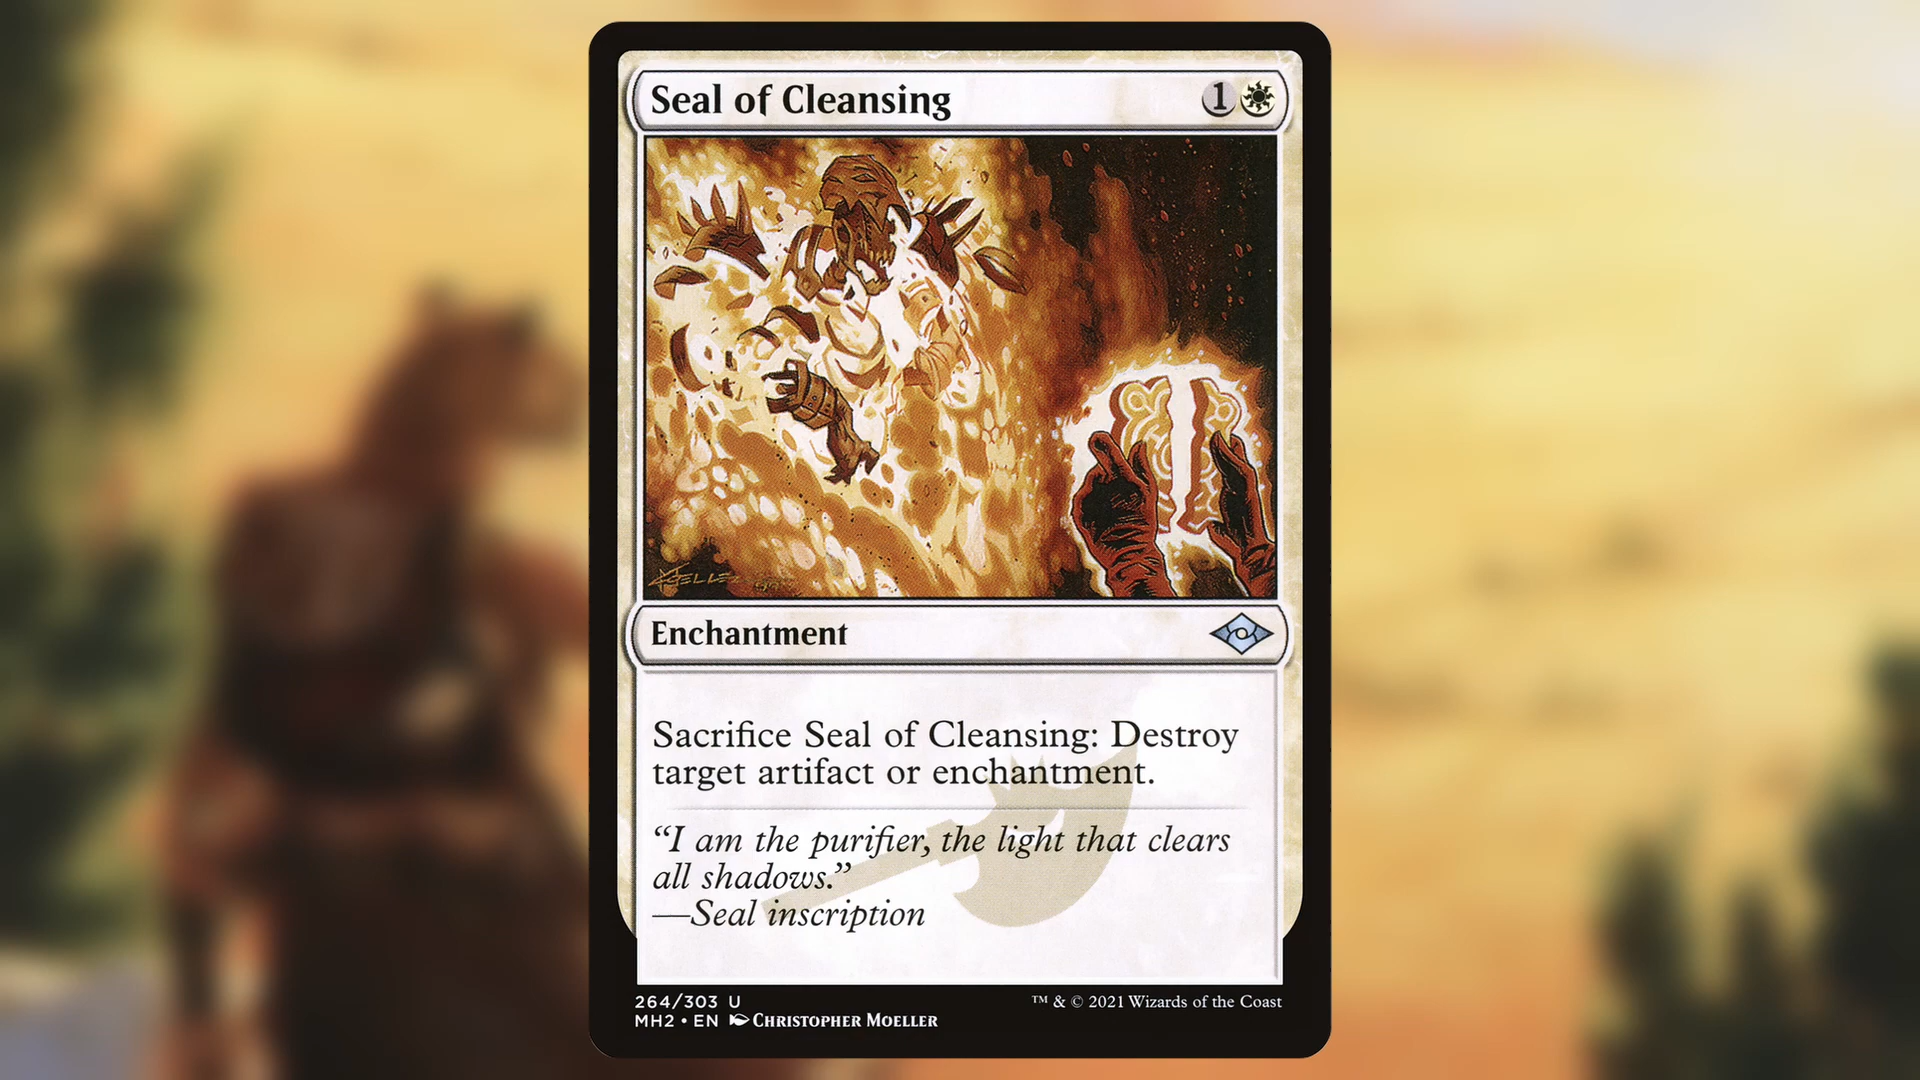 Seal of Cleansing 1
Enchantment
Sacrifice Seal of Cleansing: Destroy
target artifact or enchantment.
“I am the purifier, the light that clears
all shadows.”
—Seal inscription
264/303 U
™ & © 2021 Wizards of the Coast
MH2 • EN Christopher Moeller